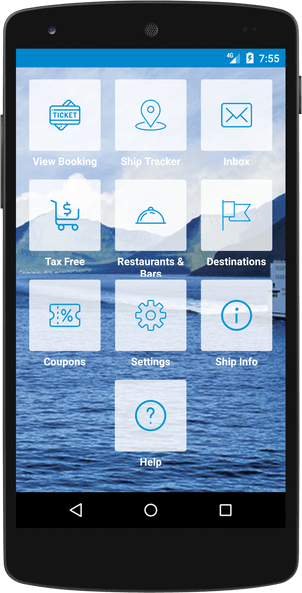 4G 7:55
TICKET
View Booking Ship Tracker Inbox
$
Tax Free Restaurants & Bars Destinations
%
i
Coupons Settings Ship Info
?
Help